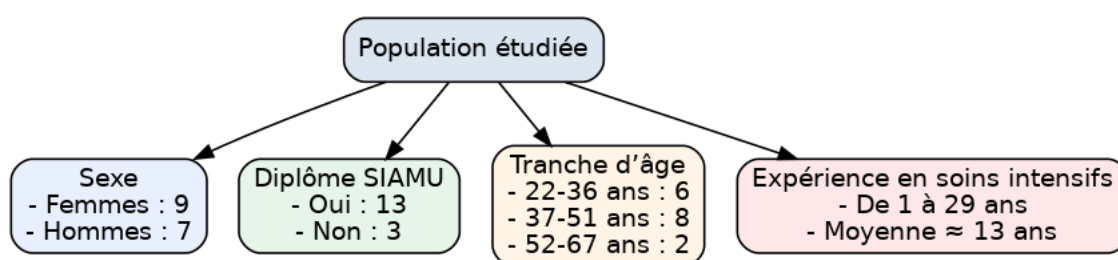 Population étudiée
Sexe
- Femmes : 9
- Hommes : 7
Diplôme SIAMU
- Oui : 13
- Non : 3
Tranche d’âge
- 22-36 ans : 6
- 37-51 ans : 8
- 52-67 ans : 2
Expérience en soins intensifs
- De 1 à 29 ans
- Moyenne ≈ 13 ans